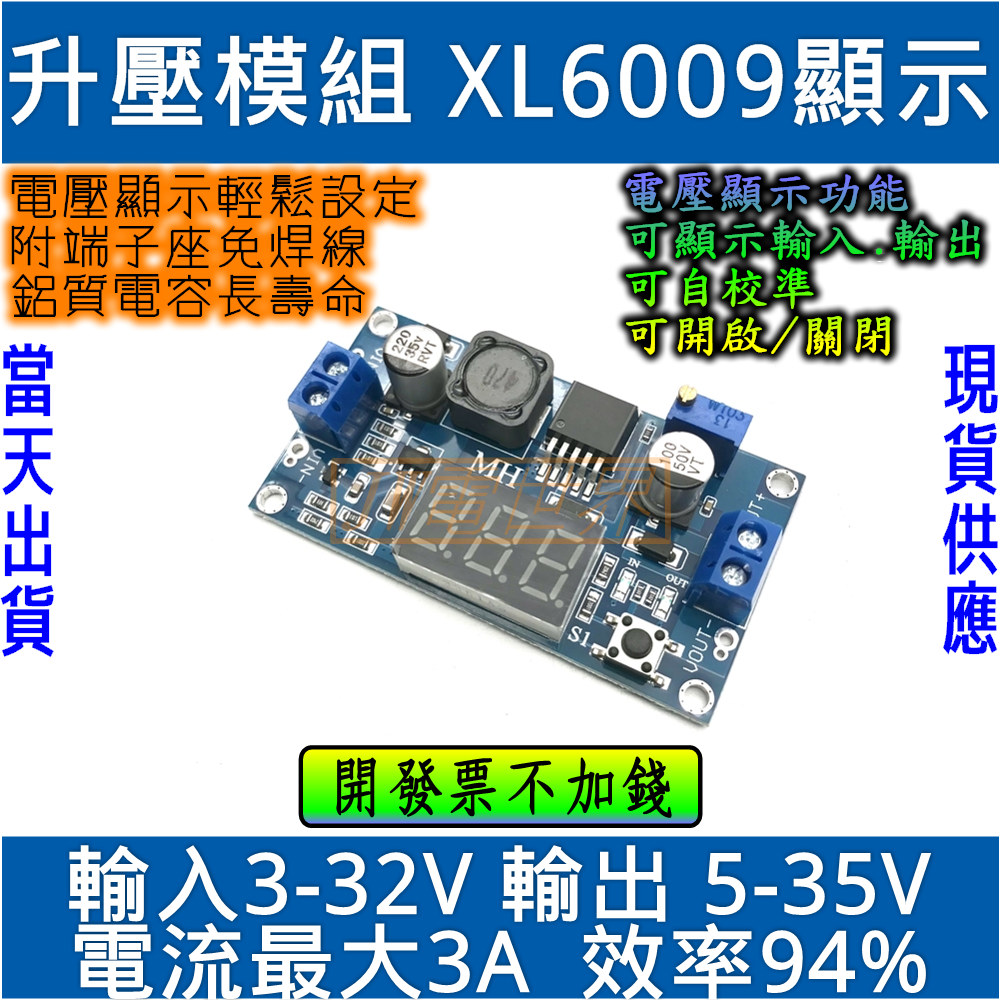 升壓模組 XL6009顯示
電壓顯示輕鬆設定
附端子座免焊線
鋁質電容長壽命
電壓顯示功能
可顯示輸入.輸出
可自校準
可開啟/關閉
當天出貨
現貨供應
220
35V
RVT
470
50V
VT
MH
IN
OUT
S1
VOUT-
開發票不加錢
輸入3-32V 輸出 5-35V
電流最大3A 效率94%